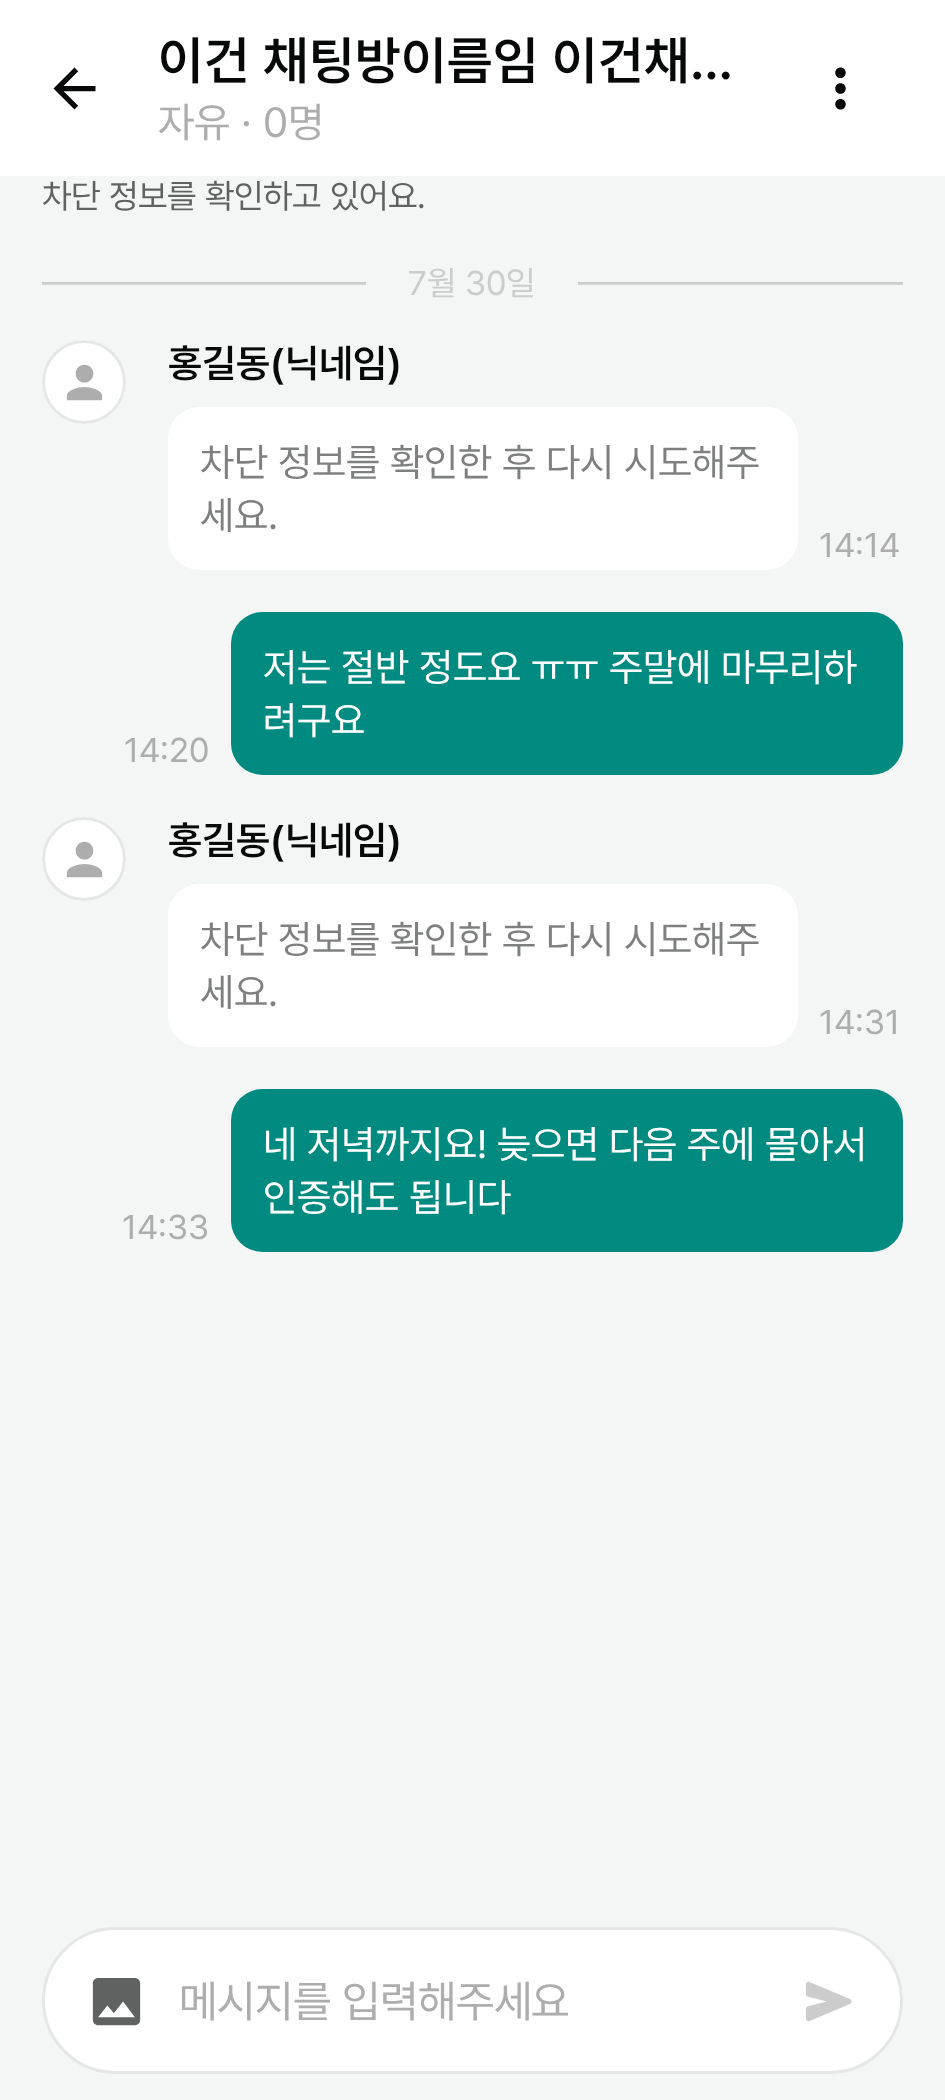 이건 채팅방이름임 이건채...
자유 · 0명
차단 정보를 확인하고 있어요.
7월 30일
홍길동(닉네임)
차단 정보를 확인한 후 다시 시도해주
세요.
14:14
저는 절반 정도요 ㅠㅠ 주말에 마무리하
려구요
14:20
홍길동(닉네임)
차단 정보를 확인한 후 다시 시도해주
세요.
14:31
네 저녁까지요! 늦으면 다음 주에 몰아서
인증해도 됩니다
14:33
메시지를 입력해주세요